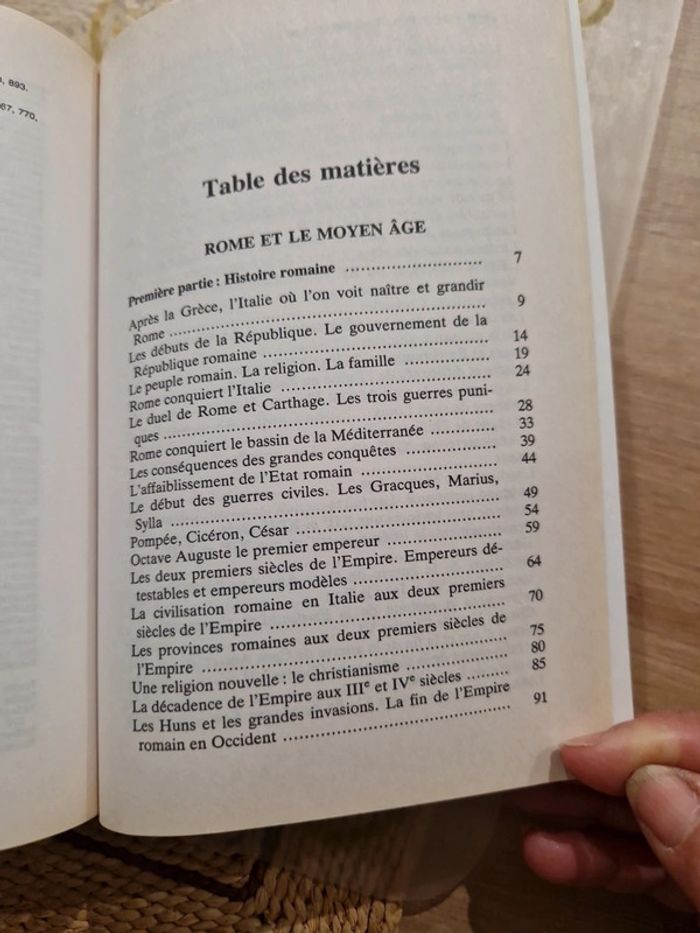 893.
67, 770,
Table des matières
ROME ET LE MOYEN ÂGE
Première partie : Histoire romaine .......................... 7
Après la Grèce, l'Italie où l'on voit naître et grandir
Rome .......................... 9
Les débuts de la République. Le gouvernement de la
République romaine .......................... 14
Le peuple romain. La religion. La famille .......................... 19
Rome conquiert l'Italie .......................... 24
Le duel de Rome et Carthage. Les trois guerres puni-
ques .......................... 28
Rome conquiert le bassin de la Méditerranée .......................... 33
Les conséquences des grandes conquêtes .......................... 39
L'affaiblissement de l'Etat romain .......................... 44
Le début des guerres civiles. Les Gracques, Marius,
Sylla .......................... 49
Pompée, Cicéron, César .......................... 54
Octave Auguste le premier empereur .......................... 59
Les deux premiers siècles de l'Empire. Empereurs dé-
testables et empereurs modèles .......................... 64
La civilisation romaine en Italie aux deux premiers
siècles de l'Empire .......................... 70
Les provinces romaines aux deux premiers siècles de
l'Empire .......................... 75
Une religion nouvelle : le christianisme .......................... 80
La décadence de l'Empire aux IIIe et IVe siècles ......... 85
Les Huns et les grandes invasions. La fin de l'Empire
romain en Occident .......................... 91